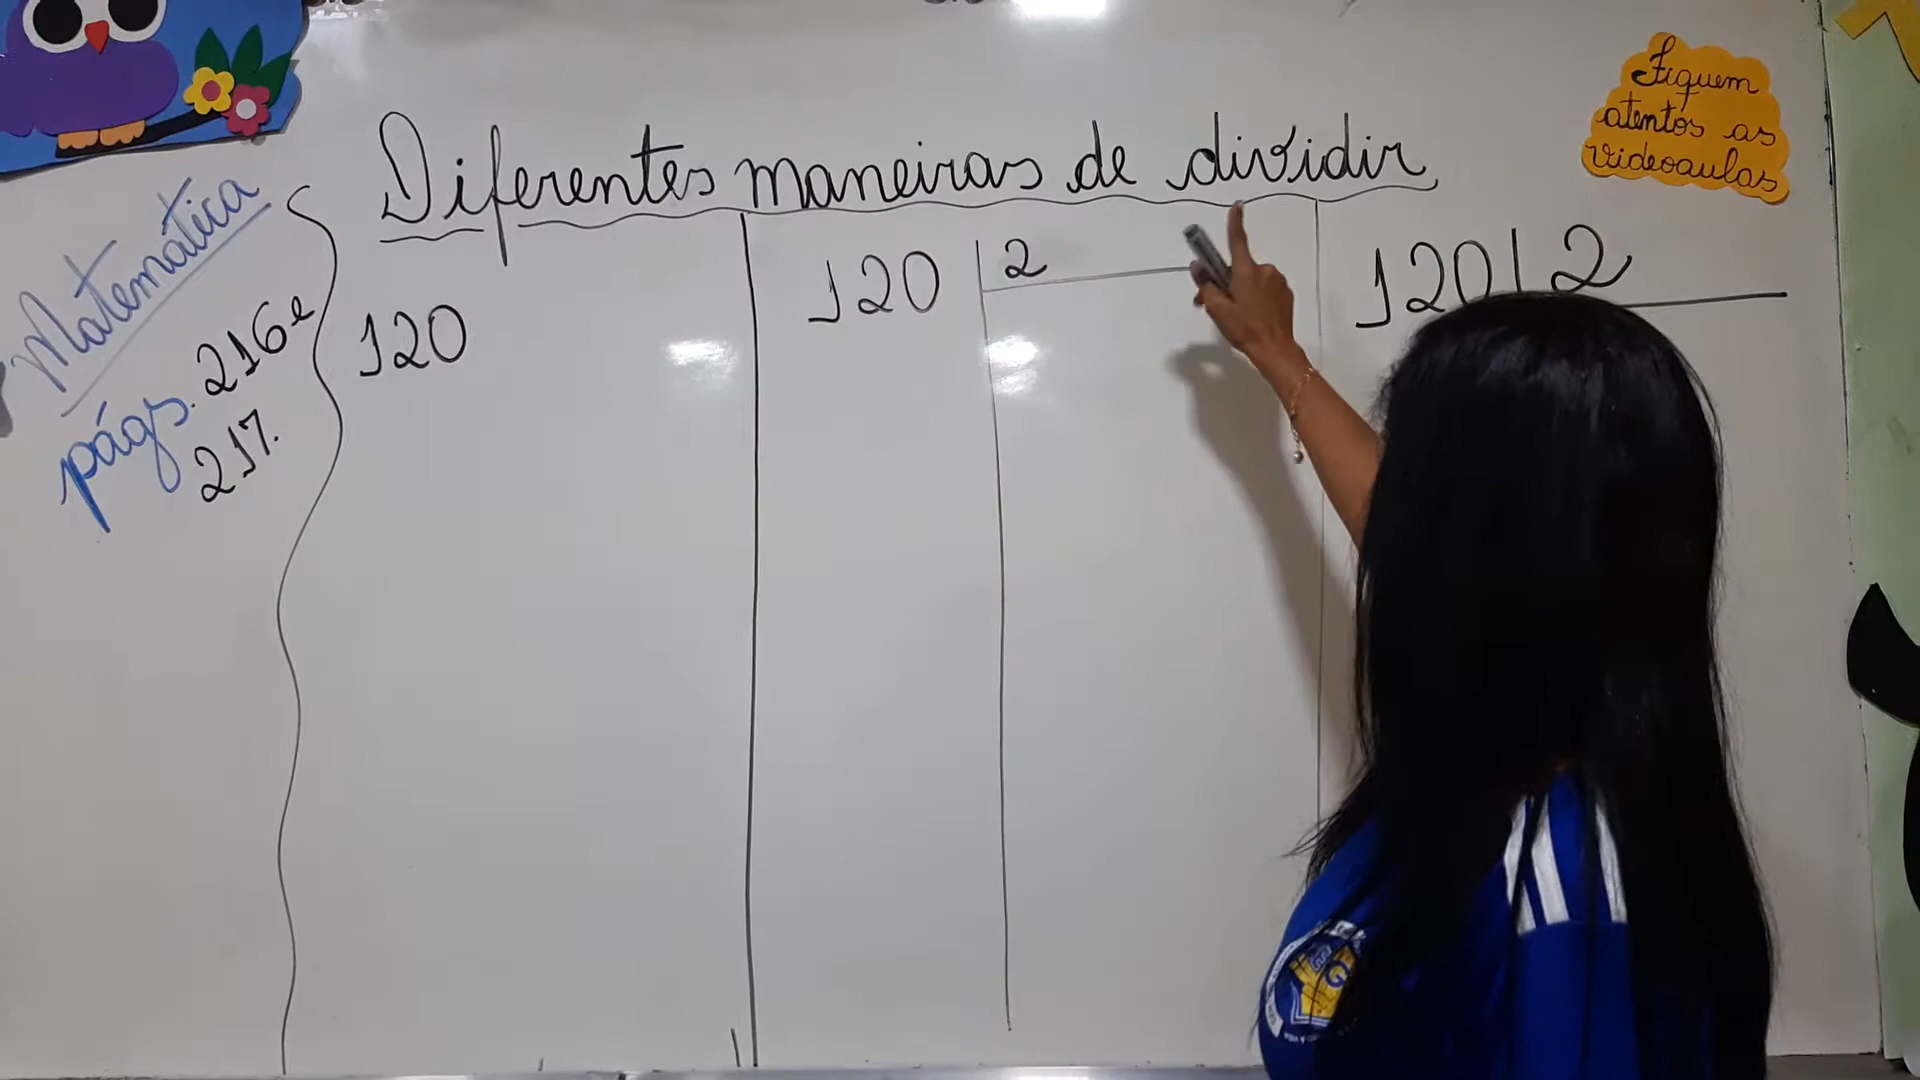 Diferentes maneiras de dividir
Matemática
págs. 216 e
217.
120
120 2
120 2
Fiquem
atentos as
videoaulas